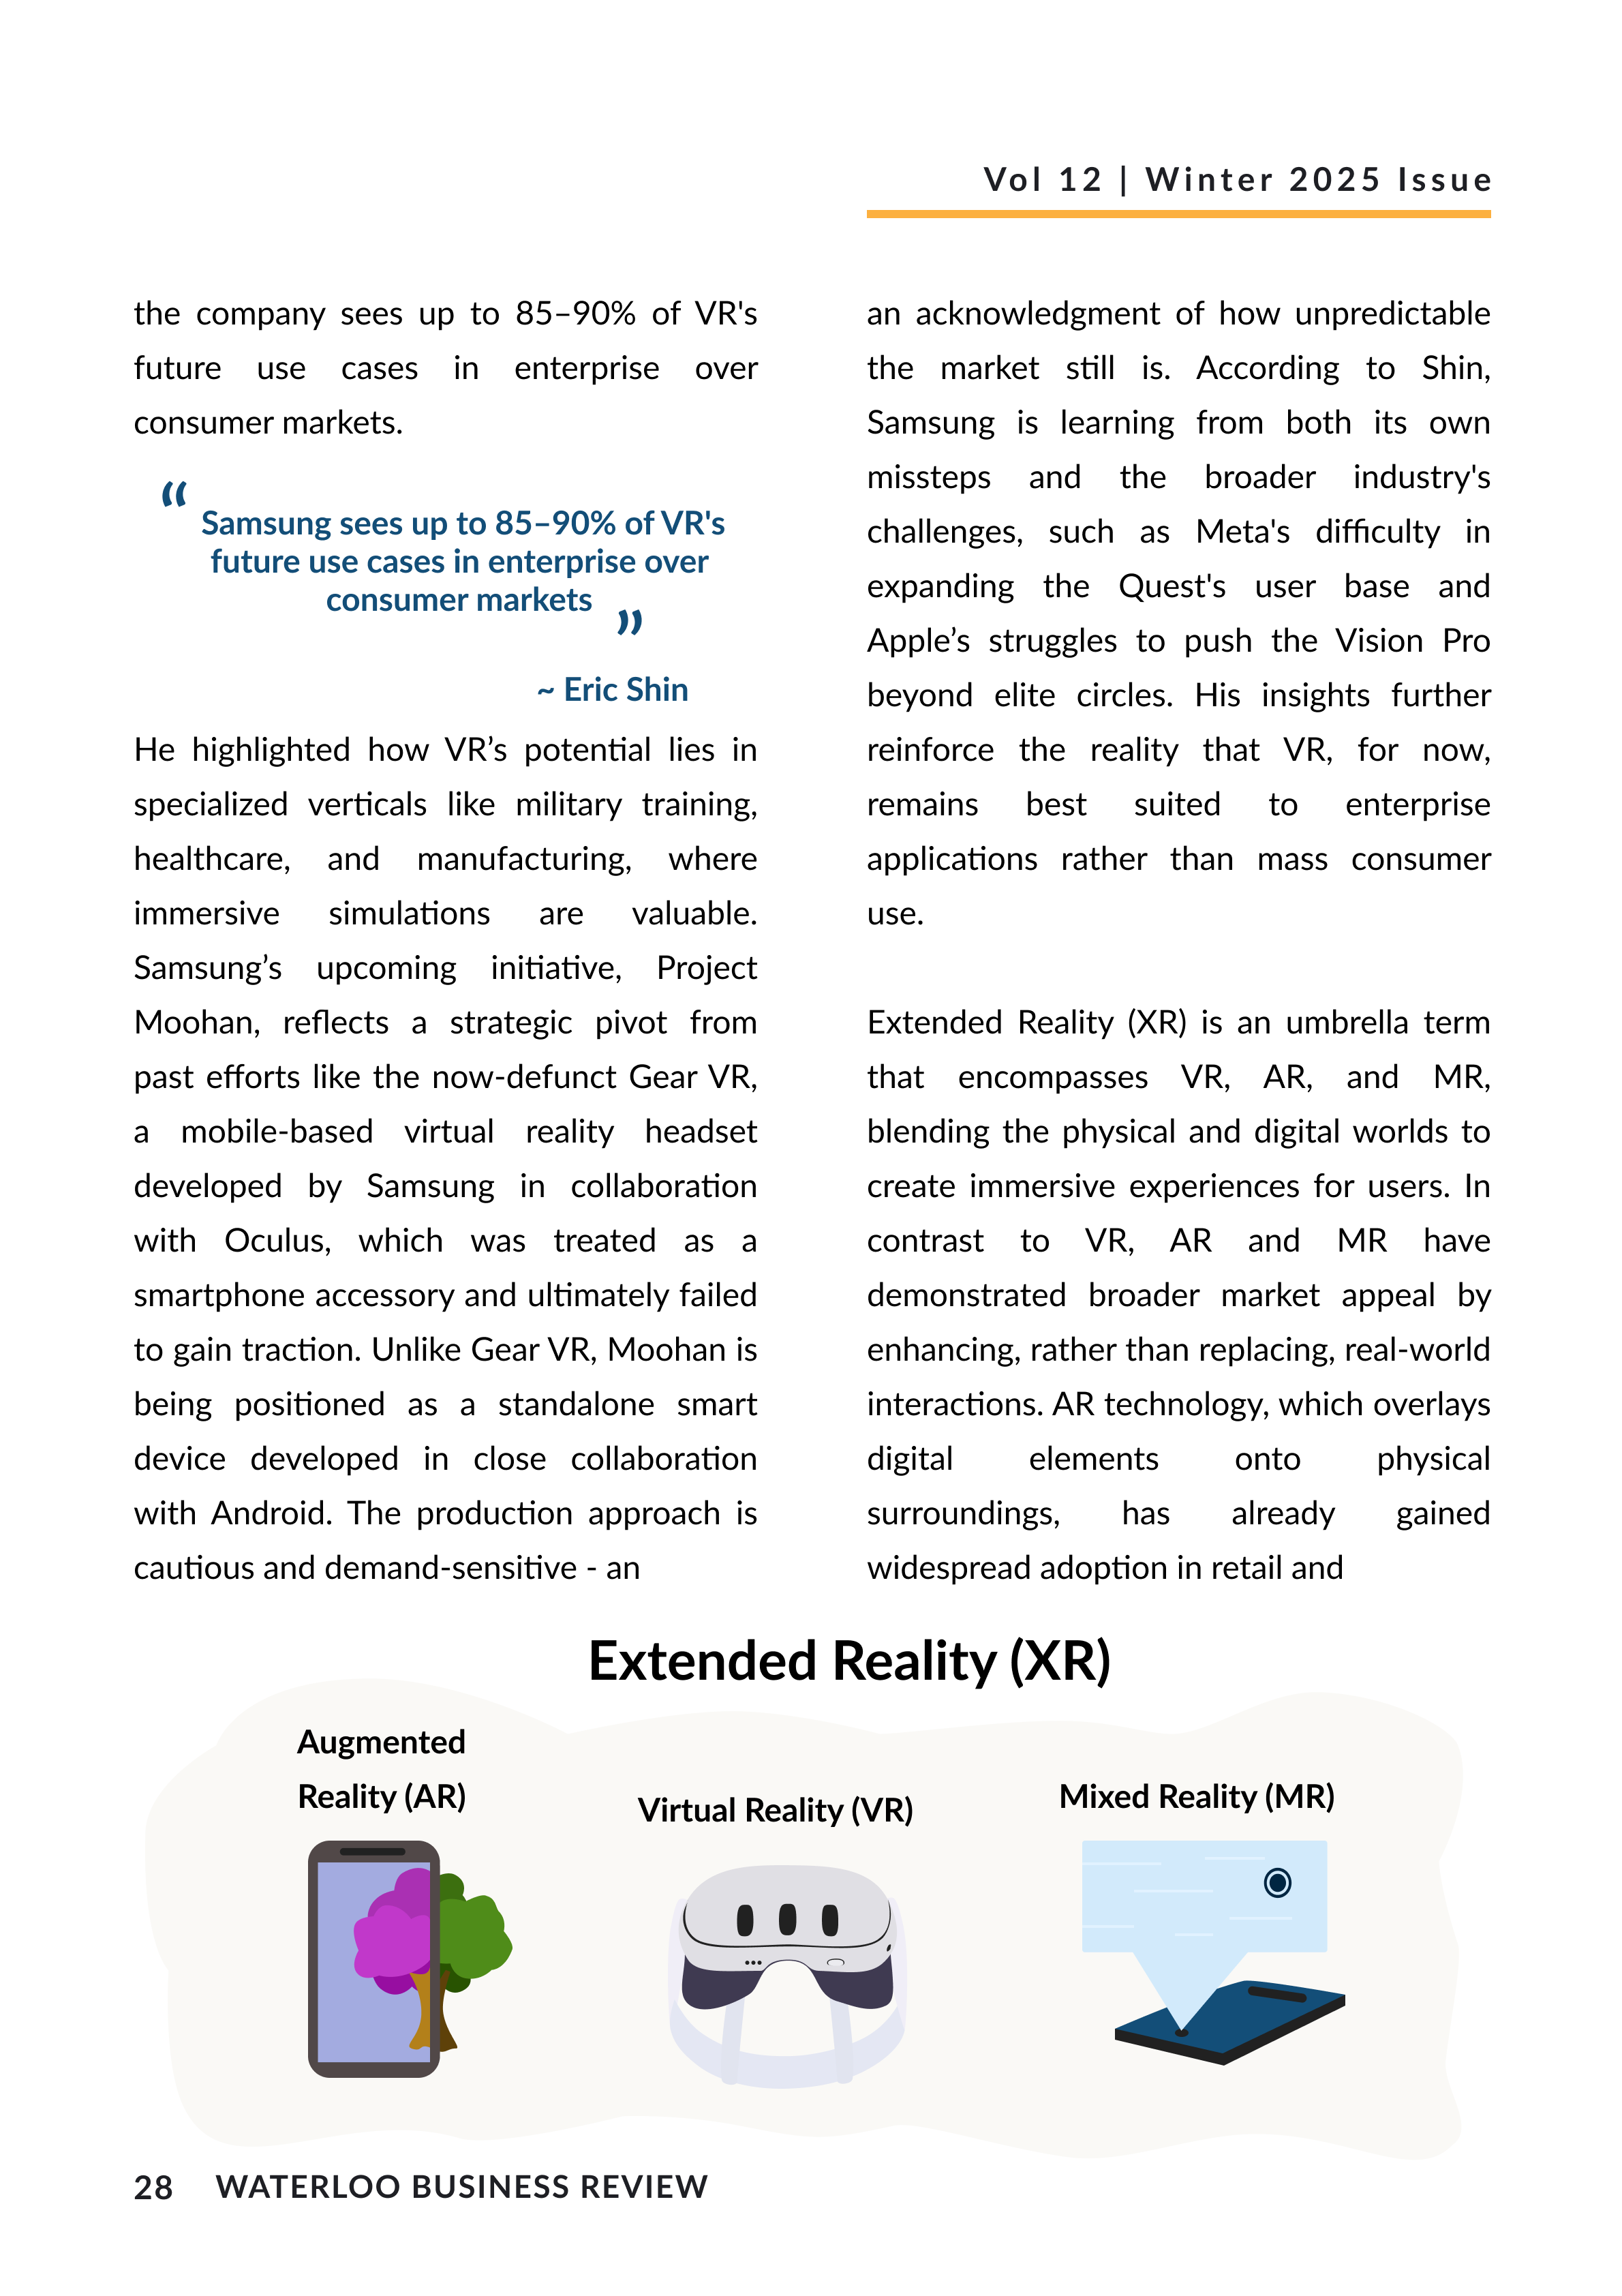 Vol 12 | Winter 2025 Issue
the company sees up to 85–90% of VR's
future use cases in enterprise over
consumer markets.
“
Samsung sees up to 85–90% of VR's
future use cases in enterprise over
consumer markets
”
~ Eric Shin
He highlighted how VR’s potential lies in
specialized verticals like military training,
healthcare, and manufacturing, where
immersive simulations are valuable.
Samsung’s upcoming initiative, Project
Moohan, reflects a strategic pivot from
past efforts like the now-defunct Gear VR,
a mobile-based virtual reality headset
developed by Samsung in collaboration
with Oculus, which was treated as a
smartphone accessory and ultimately failed
to gain traction. Unlike Gear VR, Moohan is
being positioned as a standalone smart
device developed in close collaboration
with Android. The production approach is
cautious and demand-sensitive - an
an acknowledgment of how unpredictable
the market still is. According to Shin,
Samsung is learning from both its own
missteps and the broader industry's
challenges, such as Meta's difficulty in
expanding the Quest's user base and
Apple’s struggles to push the Vision Pro
beyond elite circles. His insights further
reinforce the reality that VR, for now,
remains best suited to enterprise
applications rather than mass consumer
use.
Extended Reality (XR) is an umbrella term
that encompasses VR, AR, and MR,
blending the physical and digital worlds to
create immersive experiences for users. In
contrast to VR, AR and MR have
demonstrated broader market appeal by
enhancing, rather than replacing, real-world
interactions. AR technology, which overlays
digital elements onto physical
surroundings, has already gained
widespread adoption in retail and
Extended Reality (XR)
Augmented
Reality (AR)
Virtual Reality (VR)
Mixed Reality (MR)
28 WATERLOO BUSINESS REVIEW